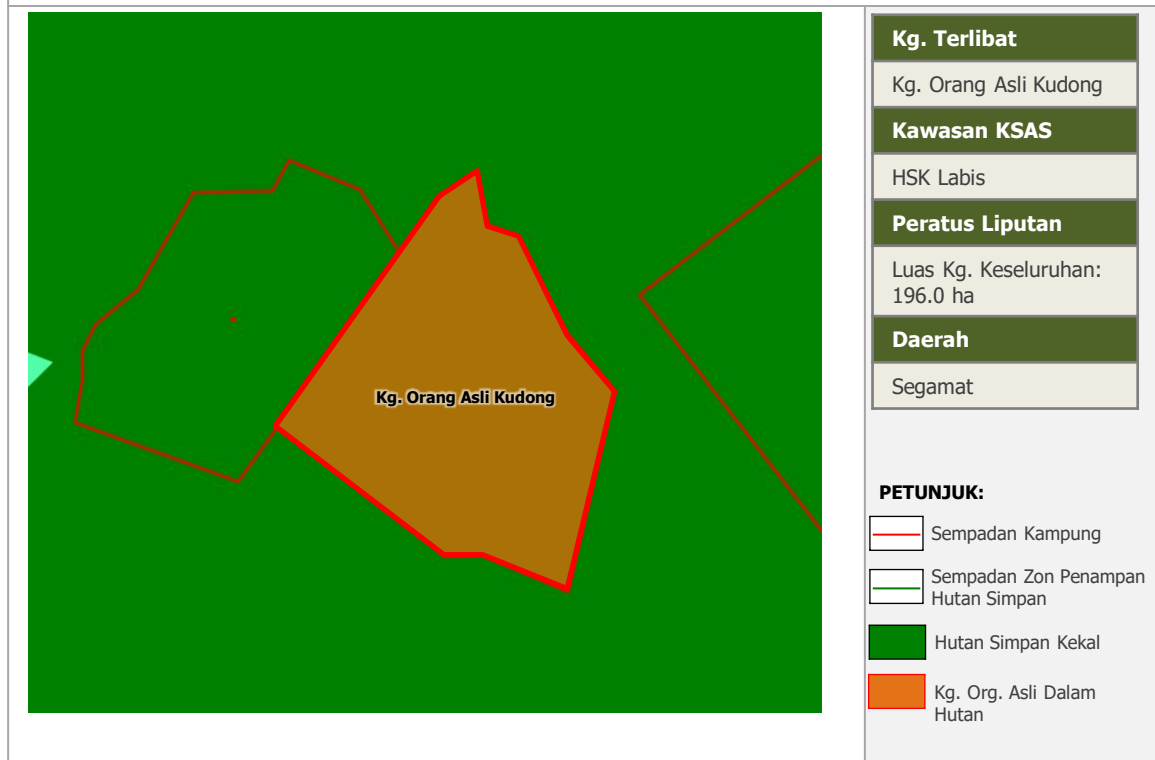 Kg. Orang Asli Kudong
Kg. Terlibat
Kg. Orang Asli Kudong
Kawasan KSAS
HSK Labis
Peratus Liputan
Luas Kg. Keseluruhan:
196.0 ha
Daerah
Segamat
PETUNJUK:
Sempadan Kampung
Sempadan Zon Penampan
Hutan Simpan
Hutan Simpan Kekal
Kg. Org. Asli Dalam
Hutan